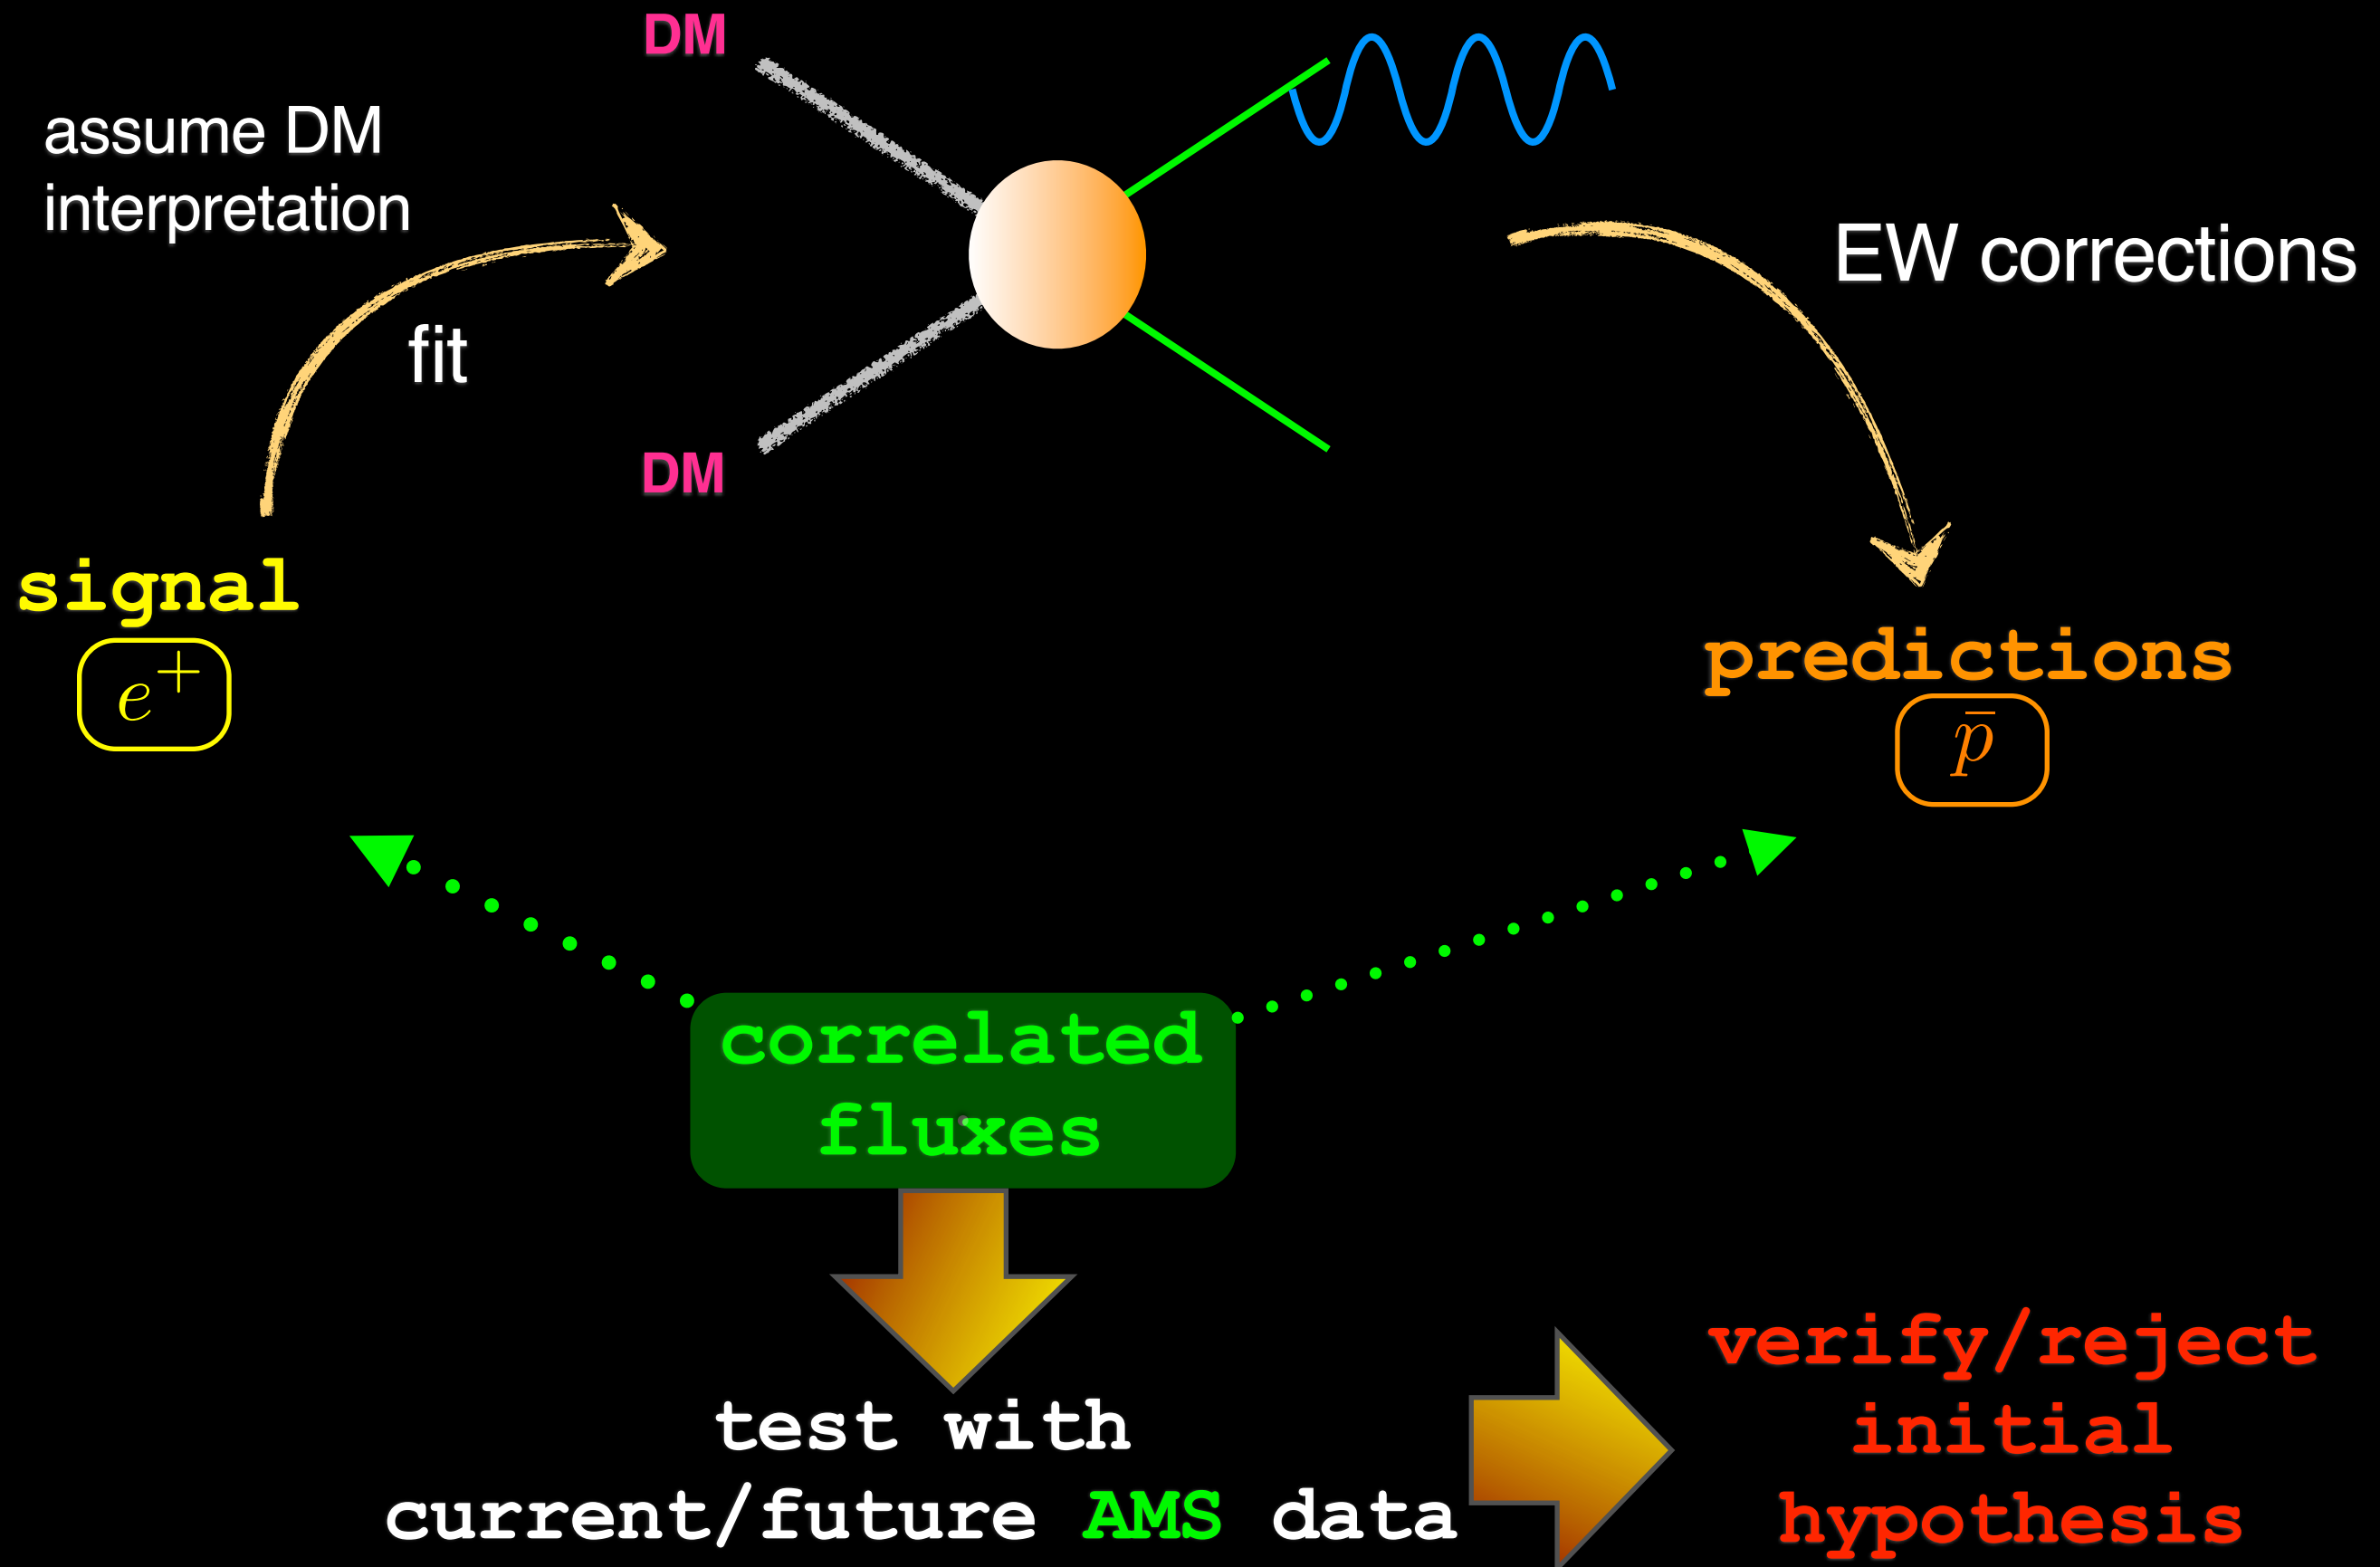 DM
assume DM
interpretation
fit
EW corrections
DM
signal
e⁺
predictions
p̄
correlated
fluxes
test with
current/future AMS data
verify/reject
initial
hypothesis